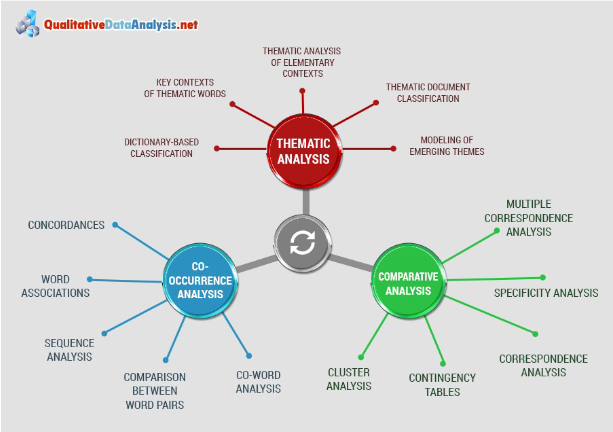 QualitativeDataAnalysis.net
THEMATIC ANALYSIS
OF ELEMENTARY
CONTEXTS
KEY CONTEXTS
OF THEMATIC WORDS
THEMATIC DOCUMENT
CLASSIFICATION
DICTIONARY-BASED
CLASSIFICATION
THEMATIC
ANALYSIS
MODELING OF
EMERGING THEMES
CONCORDANCES
WORD
ASSOCIATIONS
SEQUENCE
ANALYSIS
COMPARISON
BETWEEN
WORD PAIRS
CO-WORD
ANALYSIS
CO-
OCCURRENCE
ANALYSIS
COMPARATIVE
ANALYSIS
MULTIPLE
CORRESPONDENCE
ANALYSIS
SPECIFICITY ANALYSIS
CORRESPONDENCE
ANALYSIS
CLUSTER
ANALYSIS
CONTINGENCY
TABLES